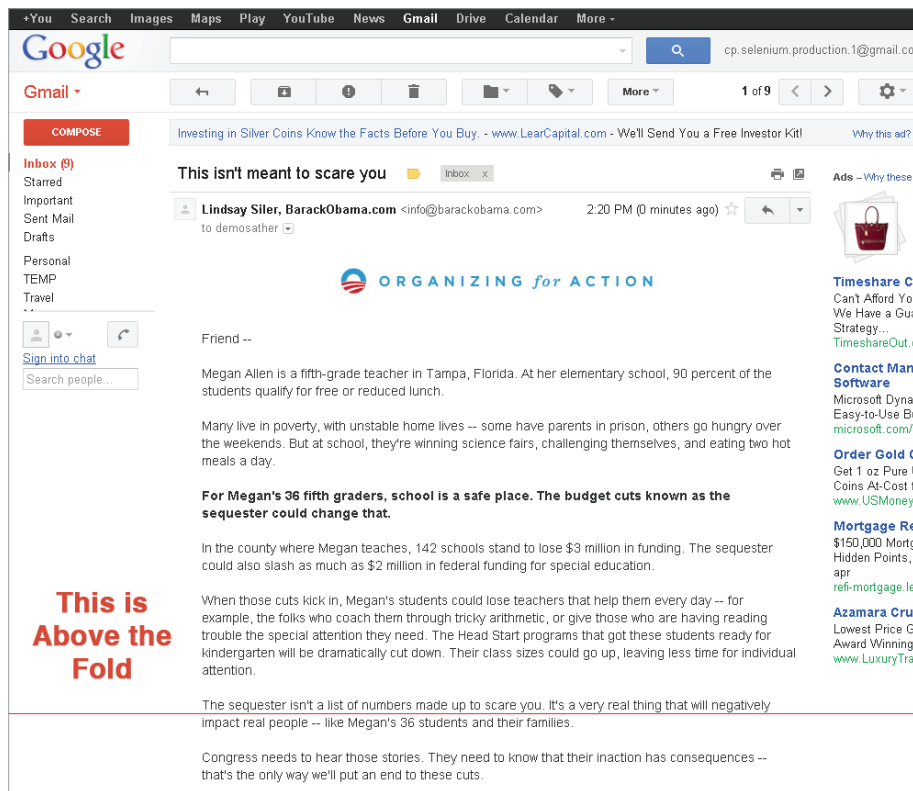 +You Search Images Maps Play YouTube News Gmail Drive Calendar More
Google
cp.selenium.production.1@gmail.co
Gmail
More
1 of 9
COMPOSE
Investing in Silver Coins Know the Facts Before You Buy. - www.LearCapital.com - We'll Send You a Free Investor Kit!
Why this ad?
Inbox (9)
Starred
Important
Sent Mail
Drafts
Personal
TEMP
Travel
Sign into chat
Search people...
This isn't meant to scare you
Inbox x
Lindsay Siler, BarackObama.com <info@barackobama.com>
2:20 PM (0 minutes ago)
to demosather
ORGANIZING for ACTION
Friend --
Megan Allen is a fifth-grade teacher in Tampa, Florida. At her elementary school, 90 percent of the
students qualify for free or reduced lunch.
Many live in poverty, with unstable home lives -- some have parents in prison, others go hungry over
the weekends. But at school, they're winning science fairs, challenging themselves, and eating two hot
meals a day.
For Megan's 36 fifth graders, school is a safe place. The budget cuts known as the
sequester could change that.
In the county where Megan teaches, 142 schools stand to lose $3 million in funding. The sequester
could also slash as much as $2 million in federal funding for special education.
When those cuts kick in, Megan's students could lose teachers that help them every day -- for
example, the folks who coach them through tricky arithmetic, or give those who are having reading
trouble the special attention they need. The Head Start programs that got these students ready for
kindergarten will be dramatically cut down. Their class sizes could go up, leaving less time for individual
attention.
The sequester isn't a list of numbers made up to scare you. It's a very real thing that will negatively
impact real people -- like Megan's 36 students and their families.
Congress needs to hear those stories. They need to know that their inaction has consequences --
that's the only way we'll put an end to these cuts.
This is
Above the
Fold
Ads – Why these
Timeshare C
Can't Afford Yo
We Have a Gua
Strategy...
TimeshareOut.
Contact Man
Software
Microsoft Dyna
Easy-to-Use Bu
microsoft.com/
Order Gold C
Get 1 oz Pure
Coins At-Cost
www.USMoney
Mortgage Re
$150,000 Mortg
Hidden Points,
apr
refi-mortgage.le
Azamara Cru
Lowest Price G
Award Winning
www.LuxuryTra